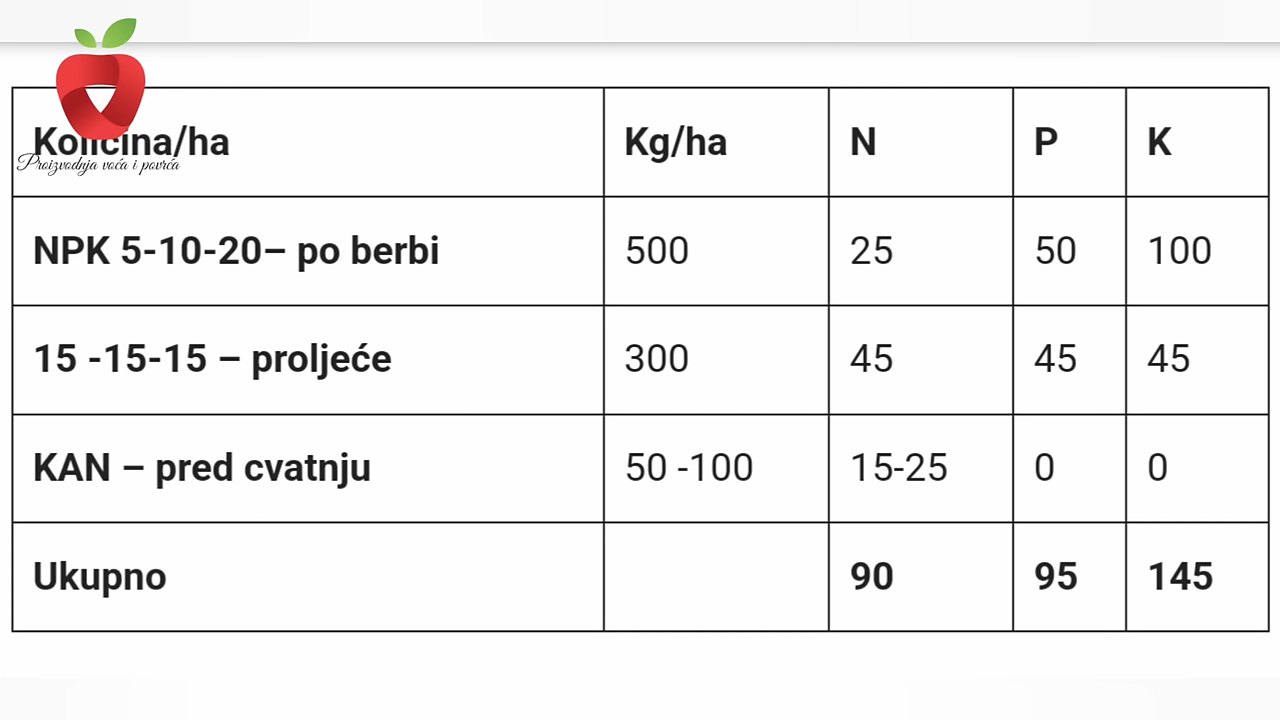 Količina/ha Kg/ha N P K
Proizvodnja voća i povrća
NPK 5-10-20– po berbi 500 25 50 100
15 -15-15 – proljeće 300 45 45 45
KAN – pred cvatnju 50 -100 15-25 0 0
Ukupno 90 95 145